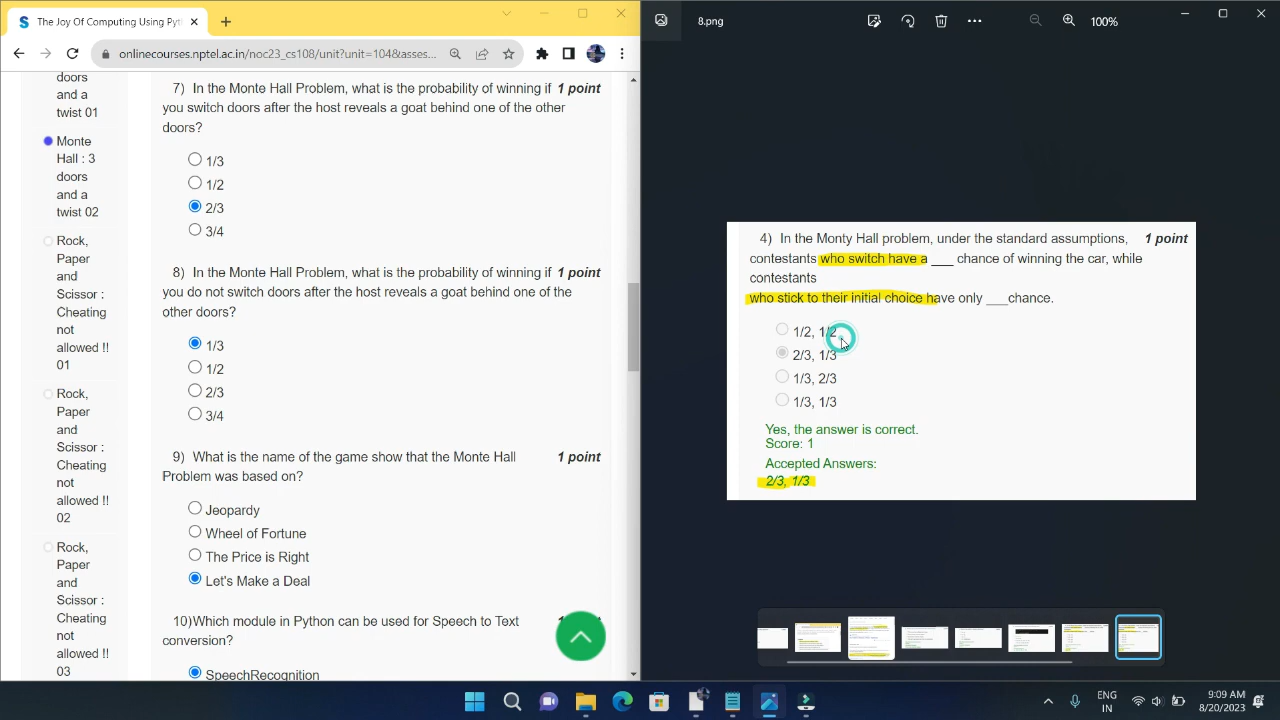 The Joy Of Computing Using Pyt
8.png
100%
onlinecourses.nptel.ac.in/noc23_cs108/unit?unit=104&asses...
doors
and a
twist 01
Monte
Hall : 3
doors
and a
twist 02
Rock,
Paper
and
Scissor :
Cheating
not
allowed !!
01
Rock,
Paper
and
Scissor :
Cheating
not
allowed !!
02
Rock,
Paper
and
Scissor :
Cheating
not
allowed !!
03
7) In the Monte Hall Problem, what is the probability of winning if 1 point
you switch doors after the host reveals a goat behind one of the other
doors?
1/3
1/2
2/3
3/4
8) In the Monte Hall Problem, what is the probability of winning if 1 point
you do not switch doors after the host reveals a goat behind one of the
other doors?
1/3
1/2
2/3
3/4
9) What is the name of the game show that the Monte Hall 1 point
Problem was based on?
Jeopardy
Wheel of Fortune
The Price is Right
Let's Make a Deal
10)Which module in Python can be used for Speech to Text
conversion?
SpeechRecognition
4) In the Monty Hall problem, under the standard assumptions, 1 point
contestants who switch have a ___ chance of winning the car, while
contestants
who stick to their initial choice have only ___chance.
1/2, 1/2
2/3, 1/3
1/3, 2/3
1/3, 1/3
Yes, the answer is correct.
Score: 1
Accepted Answers:
2/3, 1/3
ENG
IN
9:09 AM
8/20/2023